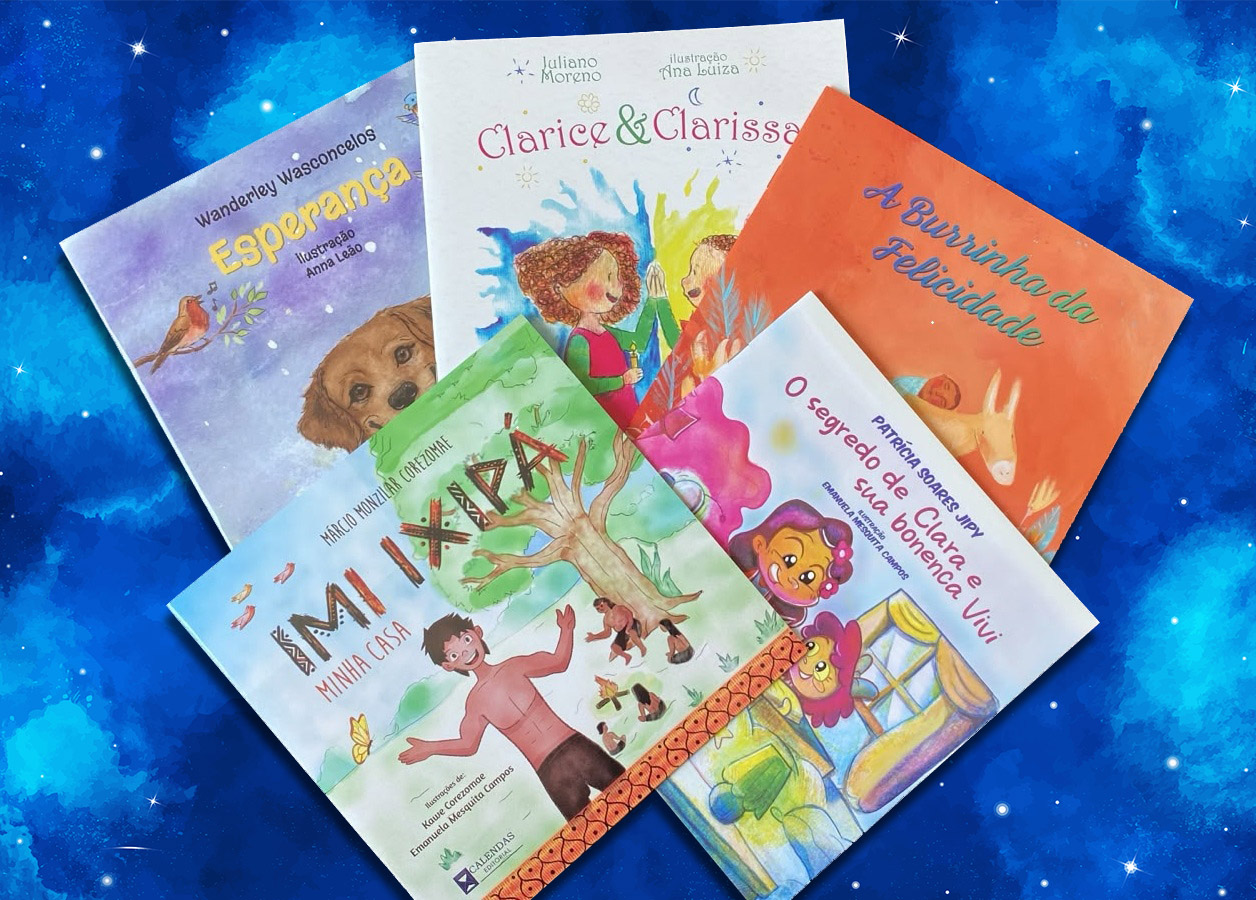 Wanderley Wasconcelos
Esperança
Ilustração
Anna Leão
Juliano
Moreno
ilustração
Ana Luiza
Clarice & Clarissa
A Burrinha da
Felicidade
MÁRCIO MONZILAR COREZOMAE
IMI IXIPÁ
MINHA CASA
Ilustrações de:
Kawe Corezomae
Emanuela Mesquita Campos
CALENDAS
EDITORIAL
PATRÍCIA SOARES JIPY
O segredo de Clara e
sua boneca Vivi
ILUSTRAÇÃO
EMANUELA MESQUITA CAMPOS